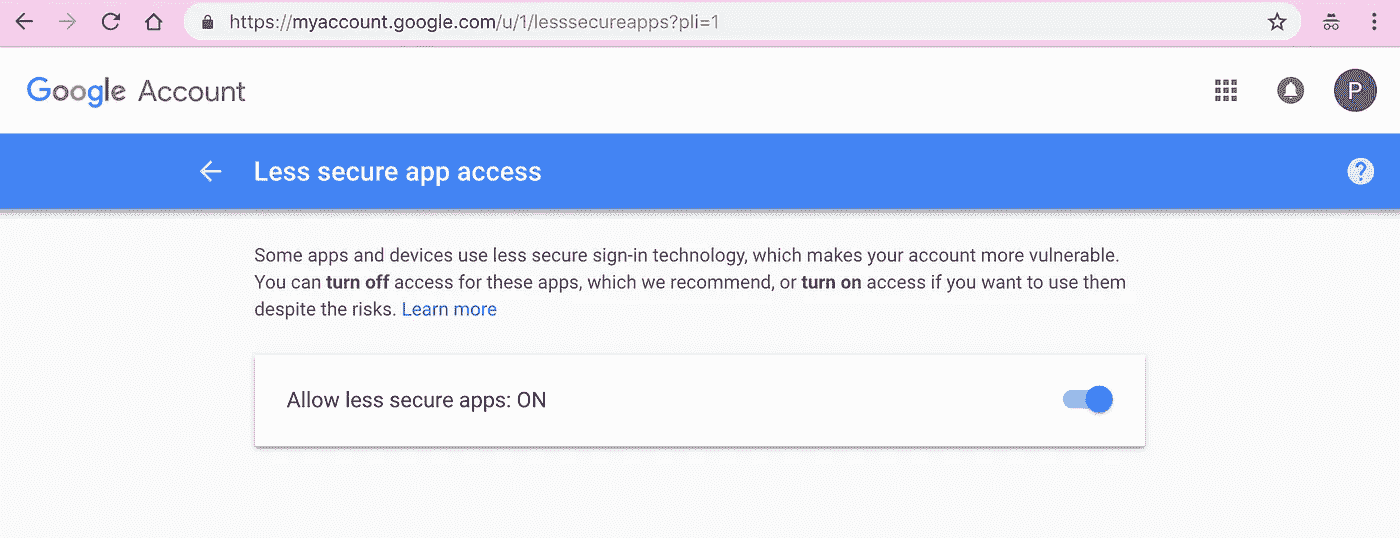 https://myaccount.google.com/u/1/lesssecureapps?pli=1
Google Account
P
Less secure app access
?
Some apps and devices use less secure sign-in technology, which makes your account more vulnerable.
You can turn off access for these apps, which we recommend, or turn on access if you want to use them
despite the risks. Learn more
Allow less secure apps: ON